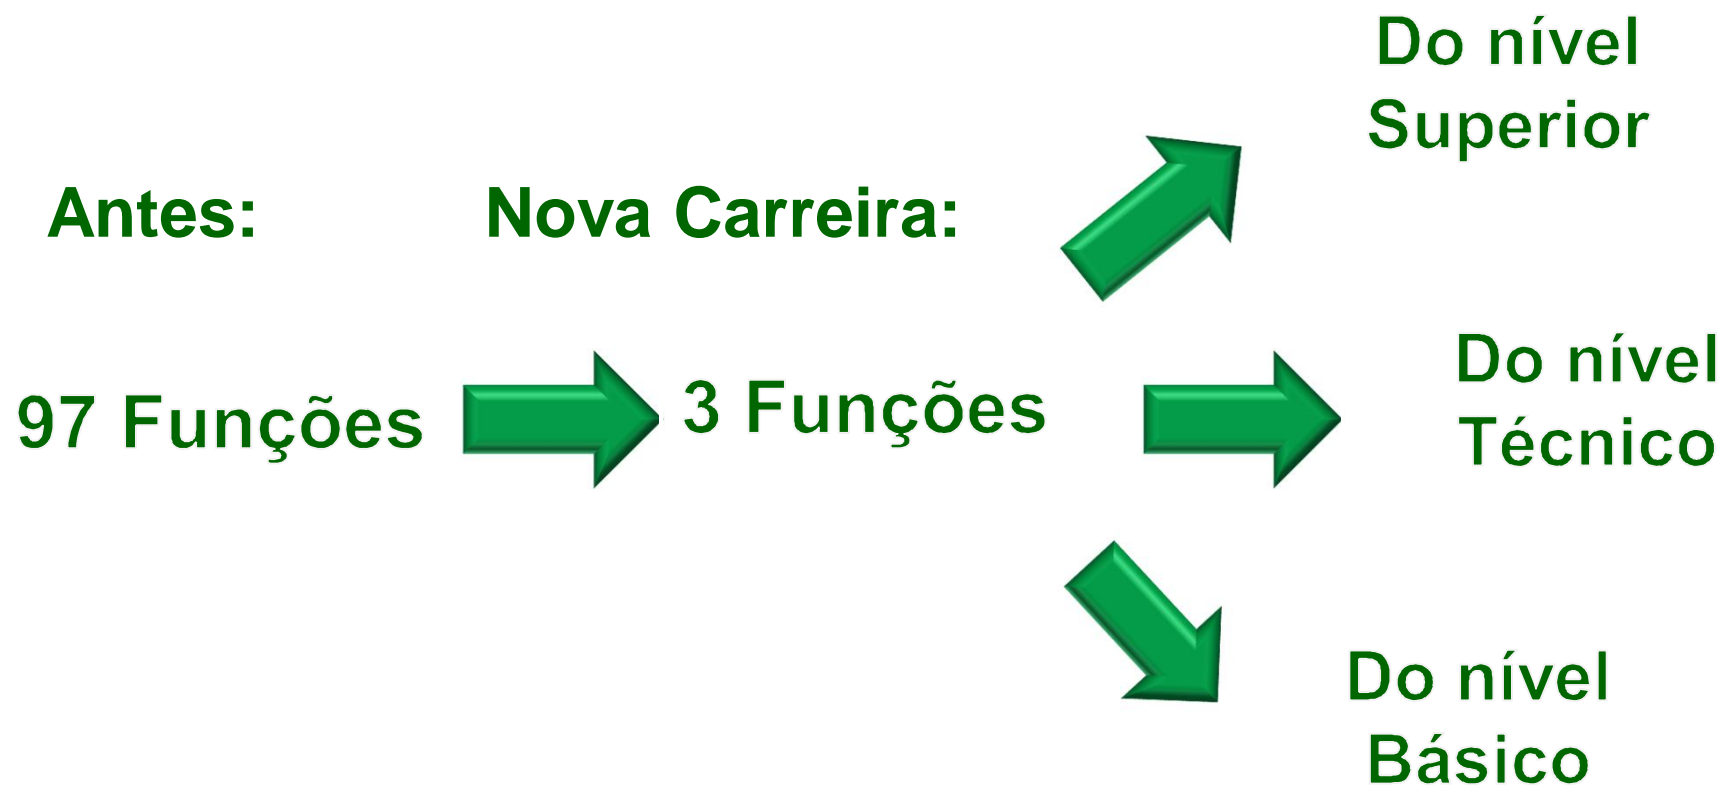 Antes:
97 Funções
Nova Carreira:
3 Funções
Do nível
Superior
Do nível
Técnico
Do nível
Básico